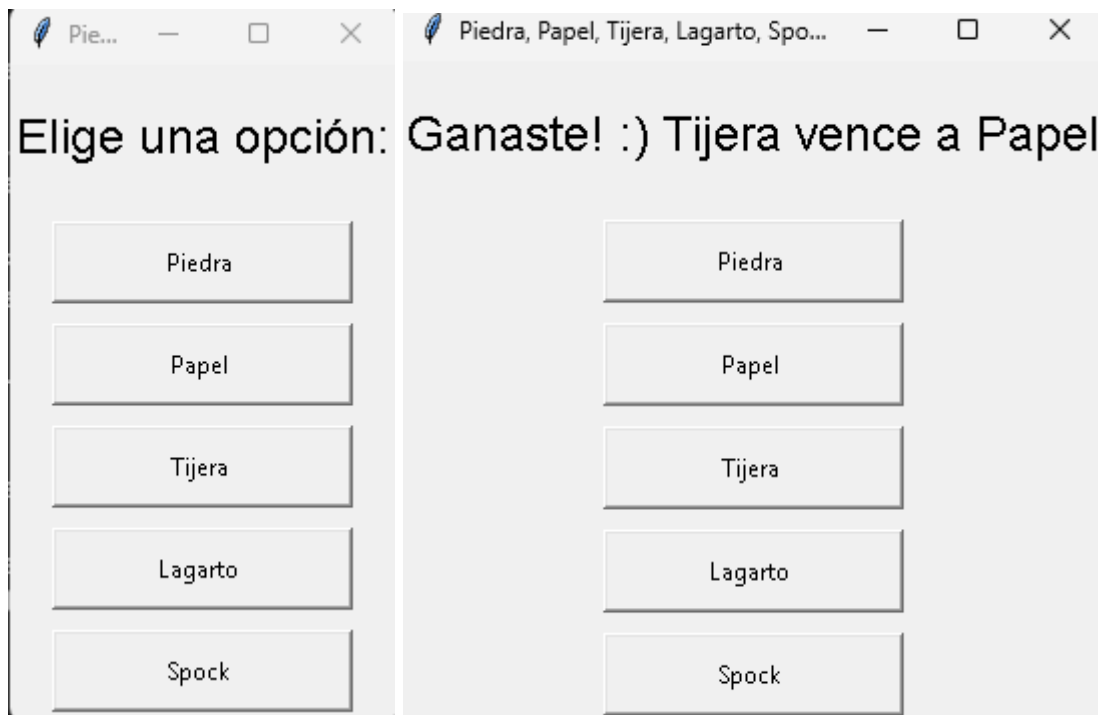 Pie...
Elige una opción:
Piedra
Papel
Tijera
Lagarto
Spock
Piedra, Papel, Tijera, Lagarto, Spo...
Ganaste! :) Tijera vence a Papel
Piedra
Papel
Tijera
Lagarto
Spock